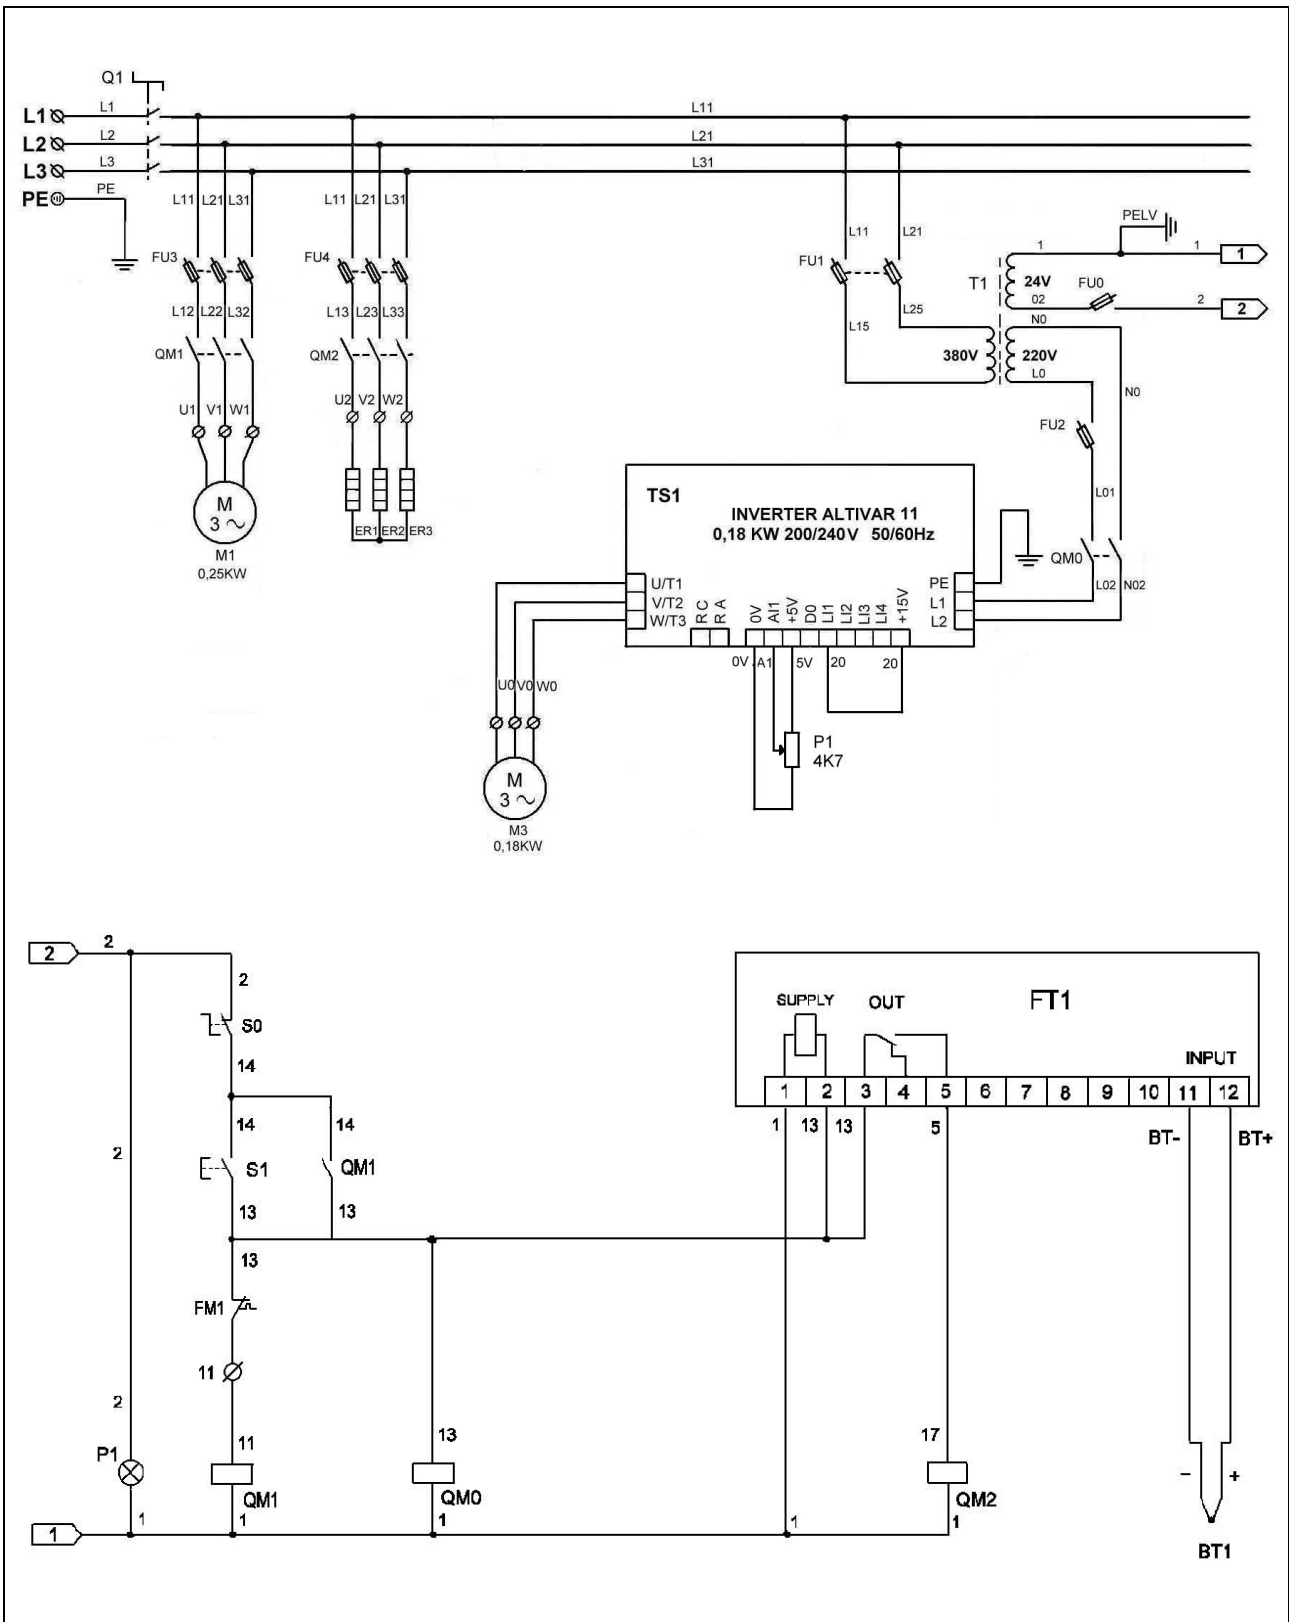 Q1
L1 L1 L11
L2 L2 L21
L3 L3 L31
PE PE
L11 L21 L31 L11 L21 L31
PELV
L11 L21
1 1 1
FU3 FU4 FU1
T1 24V FU0
02 2 2
L12 L22 L32 L13 L23 L33 L15 L25
N0
QM1 QM2 380V 220V
L0
N0
U1 V1 W1 U2 V2 W2
FU2
M
3
ER1 ER2 ER3
M1
0,25KW
TS1
INVERTER ALTIVAR 11
0,18 KW 200/240V 50/60Hz
L01
QM0
L02 N02
U/T1
V/T2
W/T3
R C
R A
0V
AI1
+5V
D0
LI1
LI2
LI3
LI4
+15V
PE
L1
L2
0V A1 5V 20 20
U0 V0 W0
P1
4K7
M
3
M3
0,18KW
2 2
2
S0
14
14 14
2
S1 QM1
13 13
13
FM1
11
2
11 13 17
P1
QM1 QM0 QM2
1 1 1 1 1 1
SUPPLY OUT FT1
INPUT
1 2 3 4 5 6 7 8 9 10 11 12
1 13 13 5 BT- BT+
- +
BT1